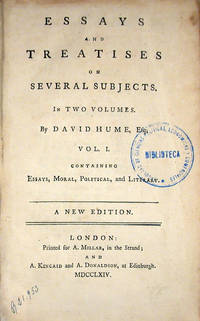 ESSAYS
AND
TREATISES
ON
SEVERAL SUBJECTS.
IN TWO VOLUMES.
By DAVID HUME, Esq;
VOL. I.
CONTAINING
ESSAYS, MORAL, POLITICAL, and LITERARY.
BIBLIOTECA
A NEW EDITION.
LONDON:
Printed for A. MILLAR, in the Strand;
AND
A. KINCAID and A. DONALDSON, at Edinburgh.
MDCCLXIV.